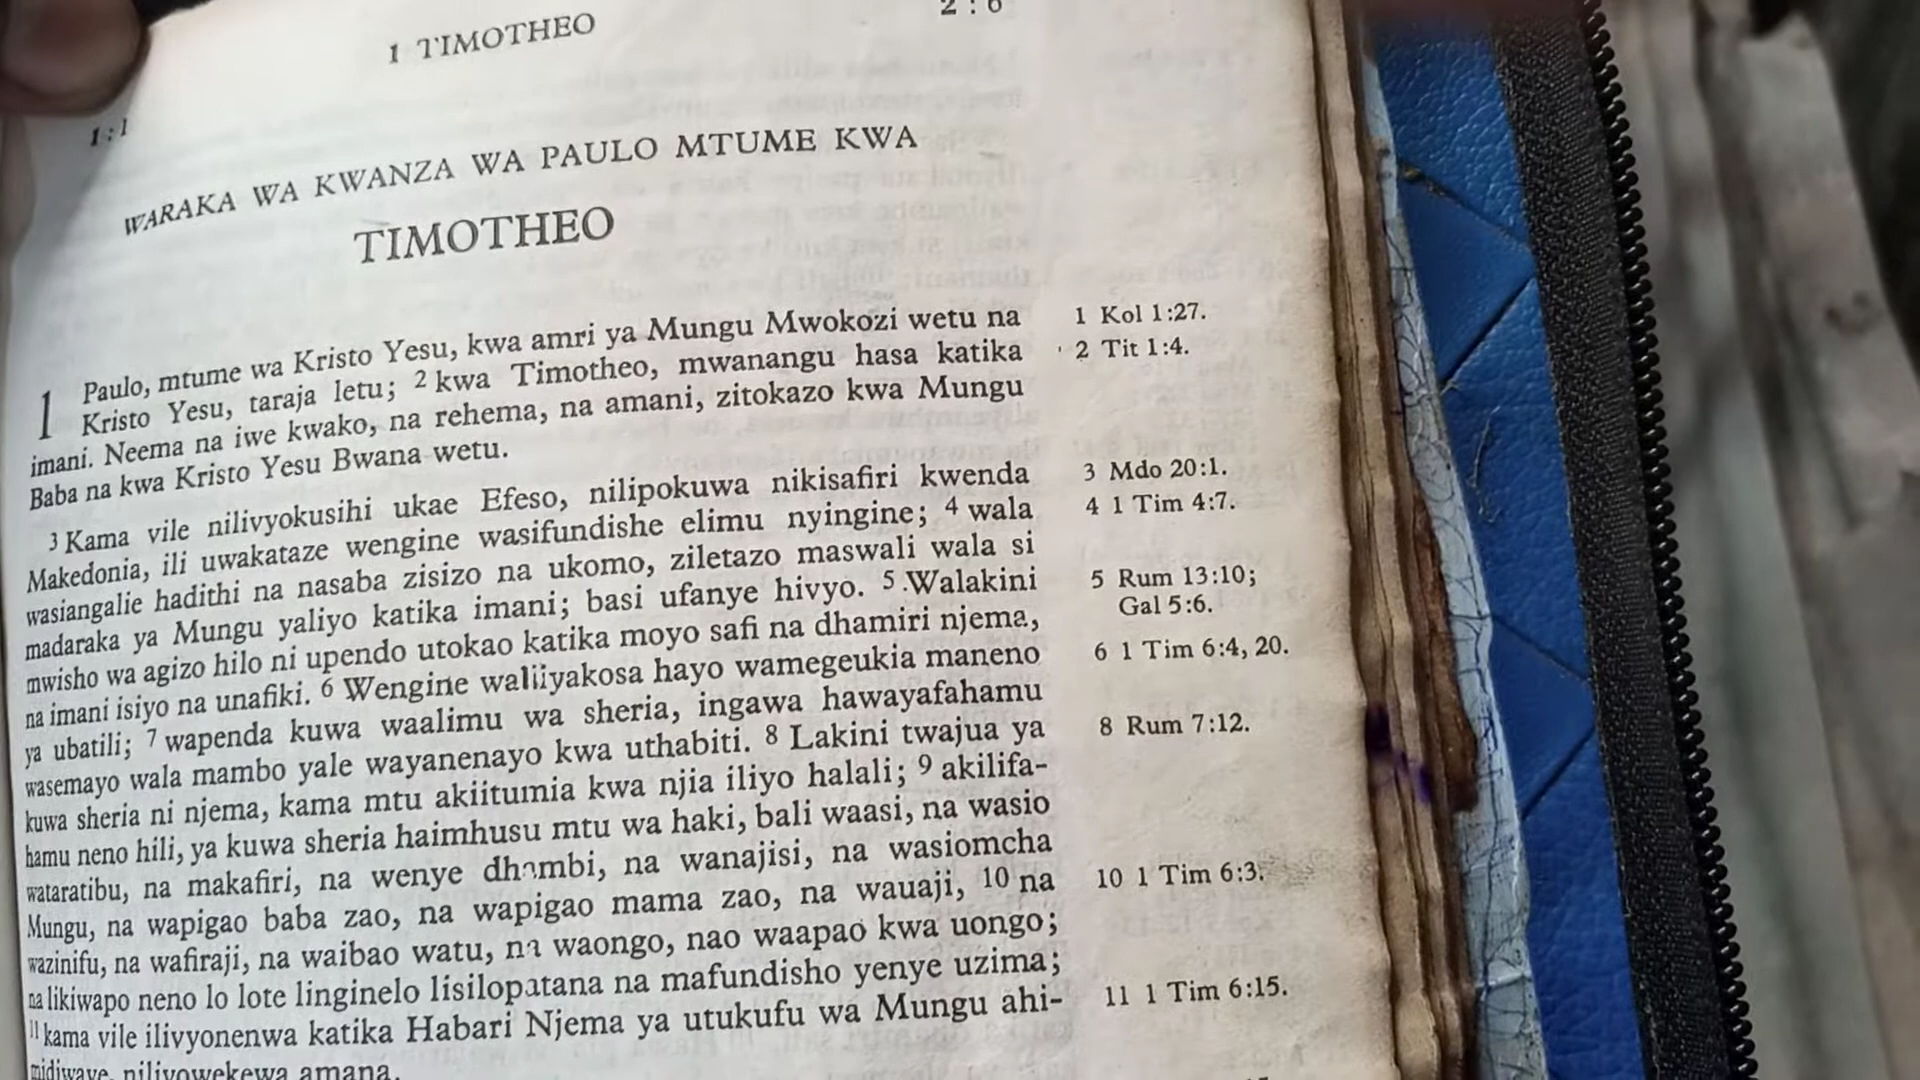 1 TIMOTHEO
2 : 6
1:1
WARAKA WA KWANZA WA PAULO MTUME KWA
TIMOTHEO
1 Paulo, mtume wa Kristo Yesu, kwa amri ya Mungu Mwokozi wetu na
Kristo Yesu, taraja letu; 2 kwa Timotheo, mwanangu hasa katika
imani. Neema na iwe kwako, na rehema, na amani, zitokazo kwa Mungu
Baba na kwa Kristo Yesu Bwana wetu.
3 Kama vile nilivyokusihi ukae Efeso, nilipokuwa nikisafiri kwenda
Makedonia, ili uwakataze wengine wasifundishe elimu nyingine; 4 wala
wasiangalie hadithi na nasaba zisizo na ukomo, ziletazo maswali wala si
madaraka ya Mungu yaliyo katika imani; basi ufanye hivyo. 5 Walakini
mwisho wa agizo hilo ni upendo utokao katika moyo safi na dhamiri njema,
na imani isiyo na unafiki. 6 Wengine waliiyakosa hayo wamegeukia maneno
ya ubatili; 7 wapenda kuwa waalimu wa sheria, ingawa hawayafahamu
wasemayo wala mambo yale wayanenayo kwa uthabiti. 8 Lakini twajua ya
kuwa sheria ni njema, kama mtu akiitumia kwa njia iliyo halali; 9 akilifa-
hamu neno hili, ya kuwa sheria haimhusu mtu wa haki, bali waasi, na wasio
wataratibu, na makafiri, na wenye dhambi, na wanajisi, na wasiomcha
Mungu, na wapigao baba zao, na wapigao mama zao, na wauaji, 10 na
wazinifu, na wafiraji, na waibao watu, na waongo, nao waapao kwa uongo;
na likiwapo neno lo lote linginelo lisilopatana na mafundisho yenye uzima;
11 kama vile ilivyonenwa katika Habari Njema ya utukufu wa Mungu ahi-
midiwaye, niliyowekewa amana.
1 Kol 1:27.
2 Tit 1:4.
3 Mdo 20:1.
4 1 Tim 4:7.
5 Rum 13:10;
Gal 5:6.
6 1 Tim 6:4, 20.
8 Rum 7:12.
10 1 Tim 6:3.
11 1 Tim 6:15.